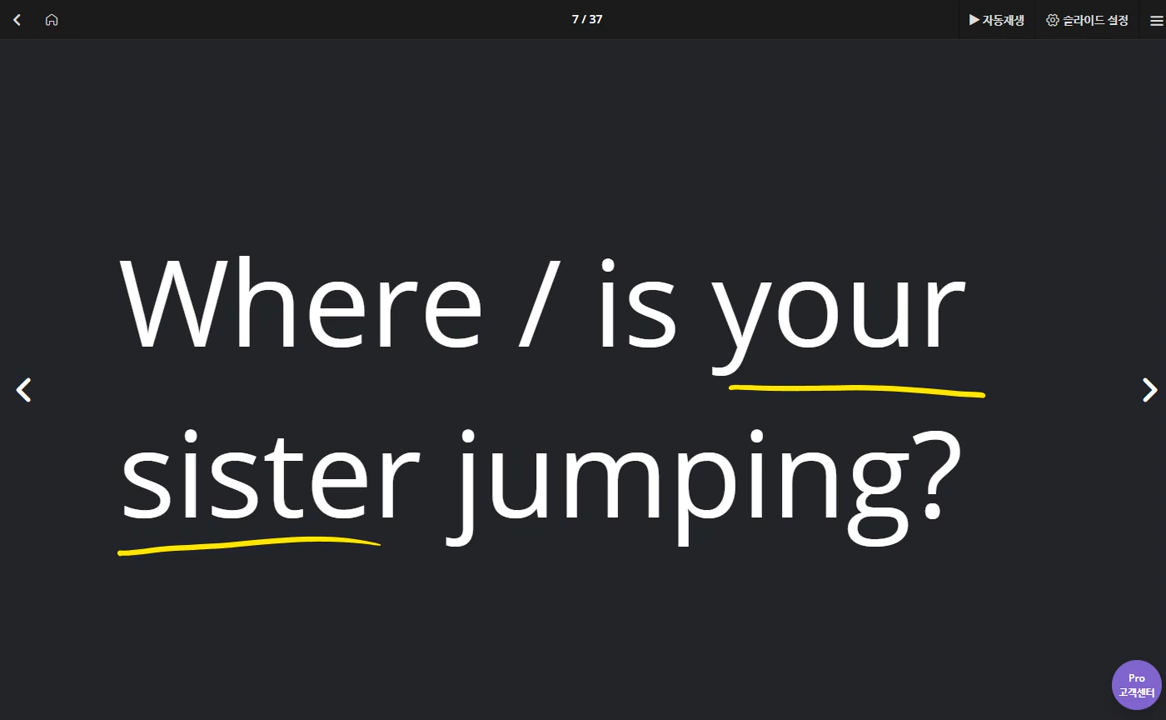 7 / 37
▶ 자동재생
슬라이드 설정
Where / is your
sister jumping?
Pro
고객센터